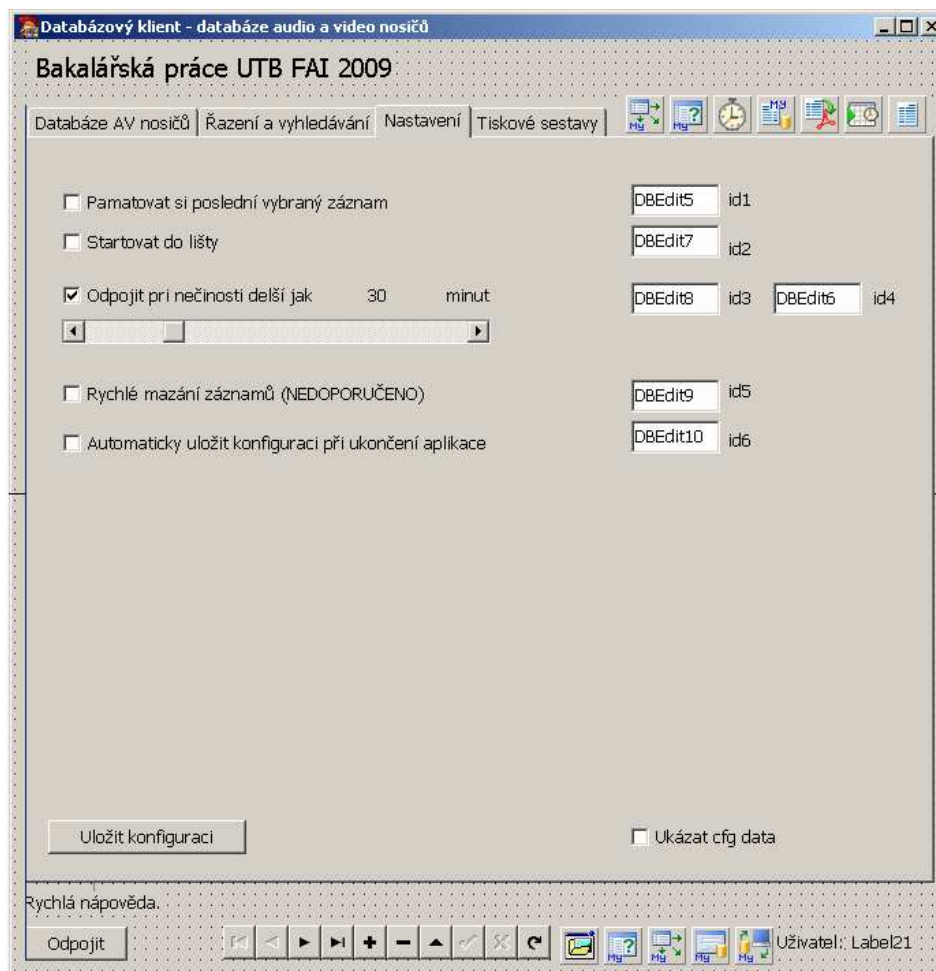 Databázový klient - databáze audio a video nosičů
Bakalářská práce UTB FAI 2009
Databáze AV nosičů Řazení a vyhledávání Nastavení Tiskové sestavy
Pamatovat si poslední vybraný záznam DBEdit5 id1
Startovat do lišty DBEdit7 id2
Odpojit pri nečinosti delší jak 30 minut DBEdit8 id3 DBEdit6 id4
Rychlé mazání záznamů (NEDOPORUČENO) DBEdit9 id5
Automaticky uložit konfiguraci při ukončení aplikace DBEdit10 id6
Uložit konfiguraci Ukázat cfg data
Rychlá nápověda.
Odpojit Uživatel: Label21